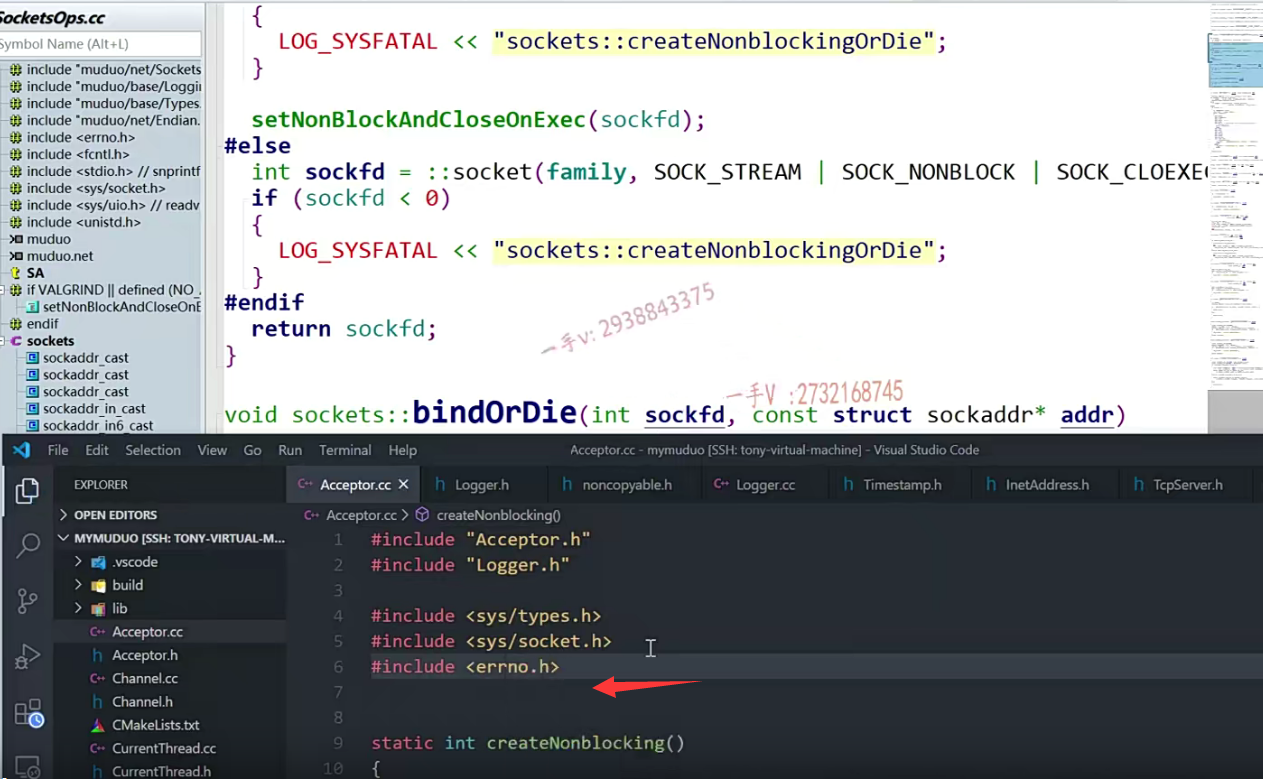 SocketsOps.cc
Symbol Name (Alt+L)
include "muduo/net/Sockets
include "muduo/base/Loggin
include "muduo/base/Types.
include "muduo/net/Endian.
include <errno.h>
include <fcntl.h>
include <stdio.h> // snprintf
include <sys/socket.h>
include <sys/uio.h> // readv
include <unistd.h>
muduo
muduo.net
SA
if VALGRIND || defined (NO_
setNonBlockAndCloseOnE
endif
sockets
sockaddr_cast
sockaddr_cast
sockaddr_cast
sockaddr_in_cast
sockaddr_in6_cast
{
LOG_SYSFATAL << "sockets::createNonblockingOrDie";
}
setNonBlockAndCloseOnExec(sockfd);
#else
int sockfd = ::socket(family, SOCK_STREAM | SOCK_NONBLOCK | SOCK_CLOEXEC
if (sockfd < 0)
{
LOG_SYSFATAL << "sockets::createNonblockingOrDie";
}
#endif
return sockfd;
}
一手v: 2938843375
一手V :2732168745
void sockets::bindOrDie(int sockfd, const struct sockaddr* addr)
File Edit Selection View Go Run Terminal Help
Acceptor.cc - mymuduo [SSH: tony-virtual-machine] - Visual Studio Code
EXPLORER
OPEN EDITORS
MYMUDUO [SSH: TONY-VIRTUAL-M...
.vscode
build
lib
Acceptor.cc
Acceptor.h
Channel.cc
Channel.h
CMakeLists.txt
CurrentThread.cc
CurrentThread.h
Acceptor.cc Logger.h noncopyable.h Logger.cc Timestamp.h InetAddress.h TcpServer.h
Acceptor.cc > createNonblocking()
1 #include "Acceptor.h"
2 #include "Logger.h"
3
4 #include <sys/types.h>
5 #include <sys/socket.h>
6 #include <errno.h>
7
8
9 static int createNonblocking()
10 {